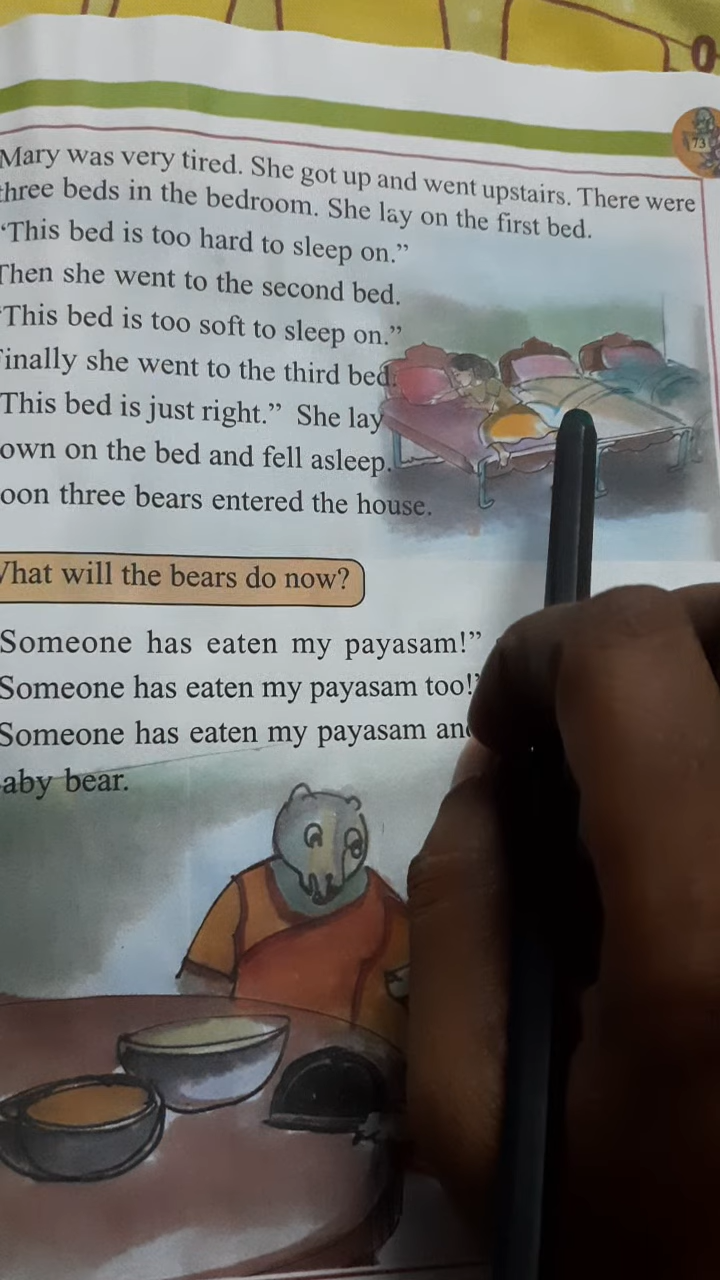 73
Mary was very tired. She got up and went upstairs. There were
three beds in the bedroom. She lay on the first bed.
“This bed is too hard to sleep on.”
Then she went to the second bed.
“This bed is too soft to sleep on.”
inally she went to the third bed.
This bed is just right.” She lay
own on the bed and fell asleep.
oon three bears entered the house.
What will the bears do now?
Someone has eaten my payasam!”
Someone has eaten my payasam too!”
Someone has eaten my payasam and
aby bear.